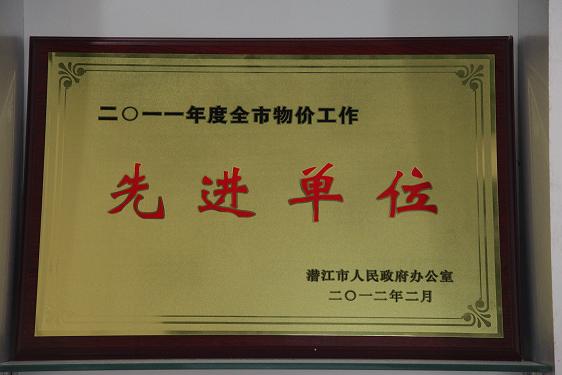 二〇一一年度全市物价工作
先进单位
潜江市人民政府办公室
二〇一二年二月